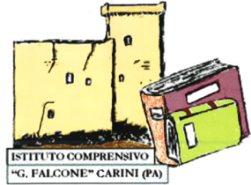 ISTITUTO COMPRENSIVO
"G. FALCONE" CARINI (PA)